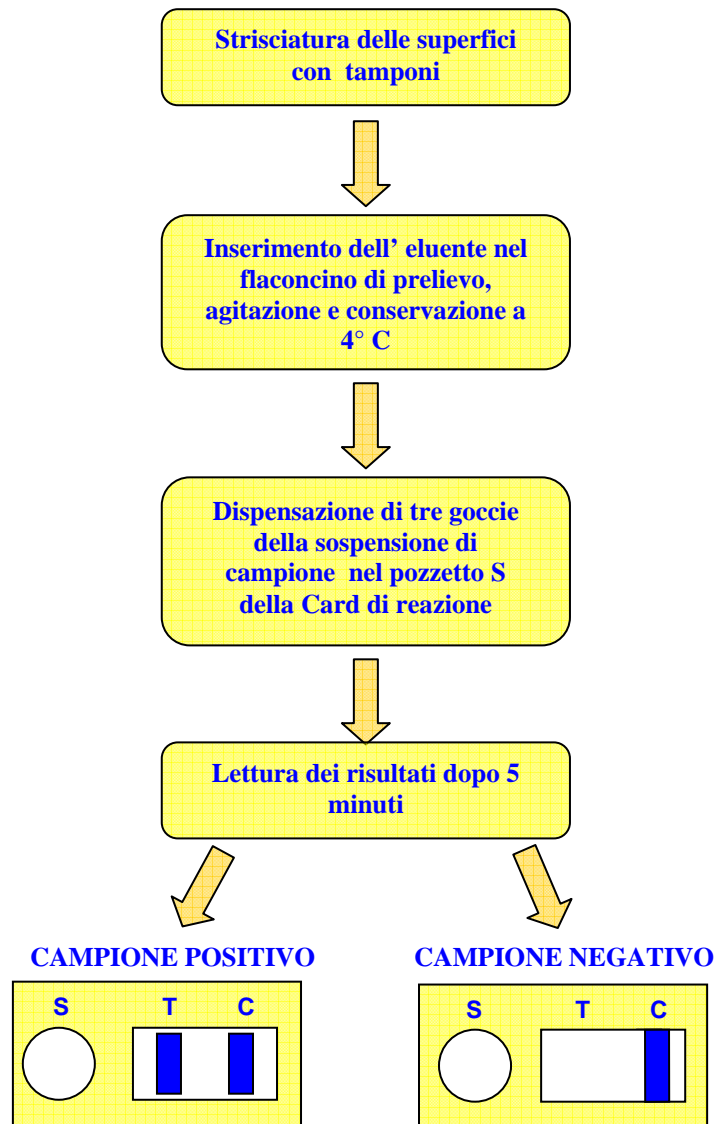 Strisciatura delle superfici
con tamponi
Inserimento dell' eluente nel
flaconcino di prelievo,
agitazione e conservazione a
4° C
Dispensazione di tre goccie
della sospensione di
campione nel pozzetto S
della Card di reazione
Lettura dei risultati dopo 5
minuti
CAMPIONE POSITIVO
S T C
CAMPIONE NEGATIVO
S T C